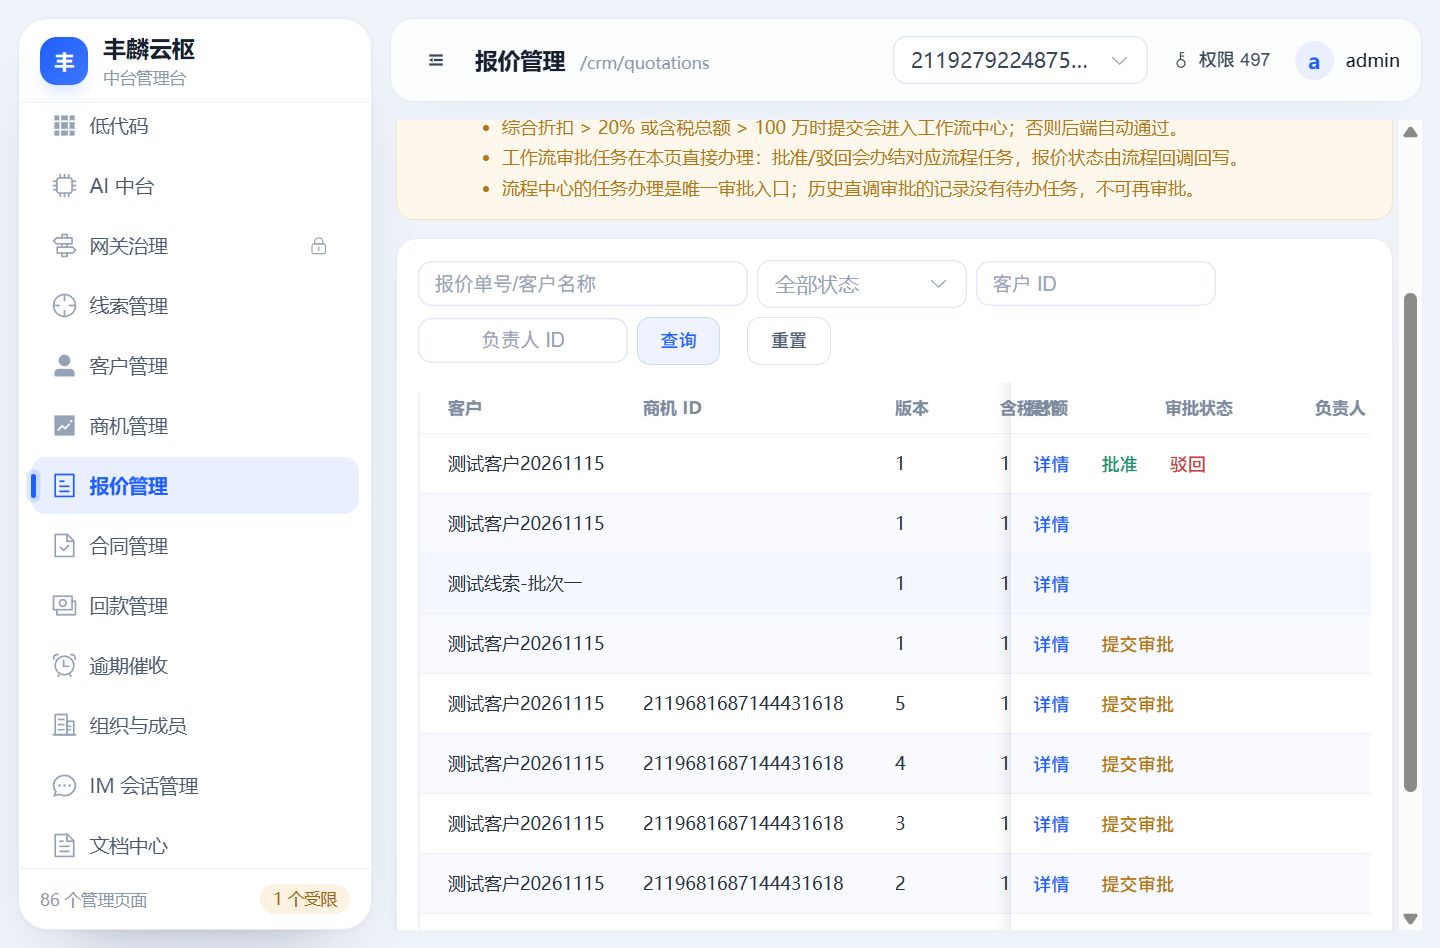 丰
丰麟云枢
中台管理台
低代码
AI 中台
网关治理
线索管理
客户管理
商机管理
报价管理
合同管理
回款管理
逾期催收
组织与成员
IM 会话管理
文档中心
86 个管理页面
1 个受限
报价管理 /crm/quotations
2119279224875...
权限 497
a admin
• 综合折扣 > 20% 或含税总额 > 100 万时提交会进入工作流中心；否则后端自动通过。
• 工作流审批任务在本页直接办理：批准/驳回会办结对应流程任务，报价状态由流程回调回写。
• 流程中心的任务办理是唯一审批入口；历史直调审批的记录没有待办任务，不可再审批。
报价单号/客户名称 全部状态 客户 ID
负责人 ID 查询 重置
客户 商机 ID 版本 含税总额 操作 审批状态 负责人
测试客户20261115 1 1 详情 批准 驳回
测试客户20261115 1 1 详情
测试线索-批次一 1 1 详情
测试客户20261115 1 1 详情 提交审批
测试客户20261115 2119681687144431618 5 1 详情 提交审批
测试客户20261115 2119681687144431618 4 1 详情 提交审批
测试客户20261115 2119681687144431618 3 1 详情 提交审批
测试客户20261115 2119681687144431618 2 1 详情 提交审批